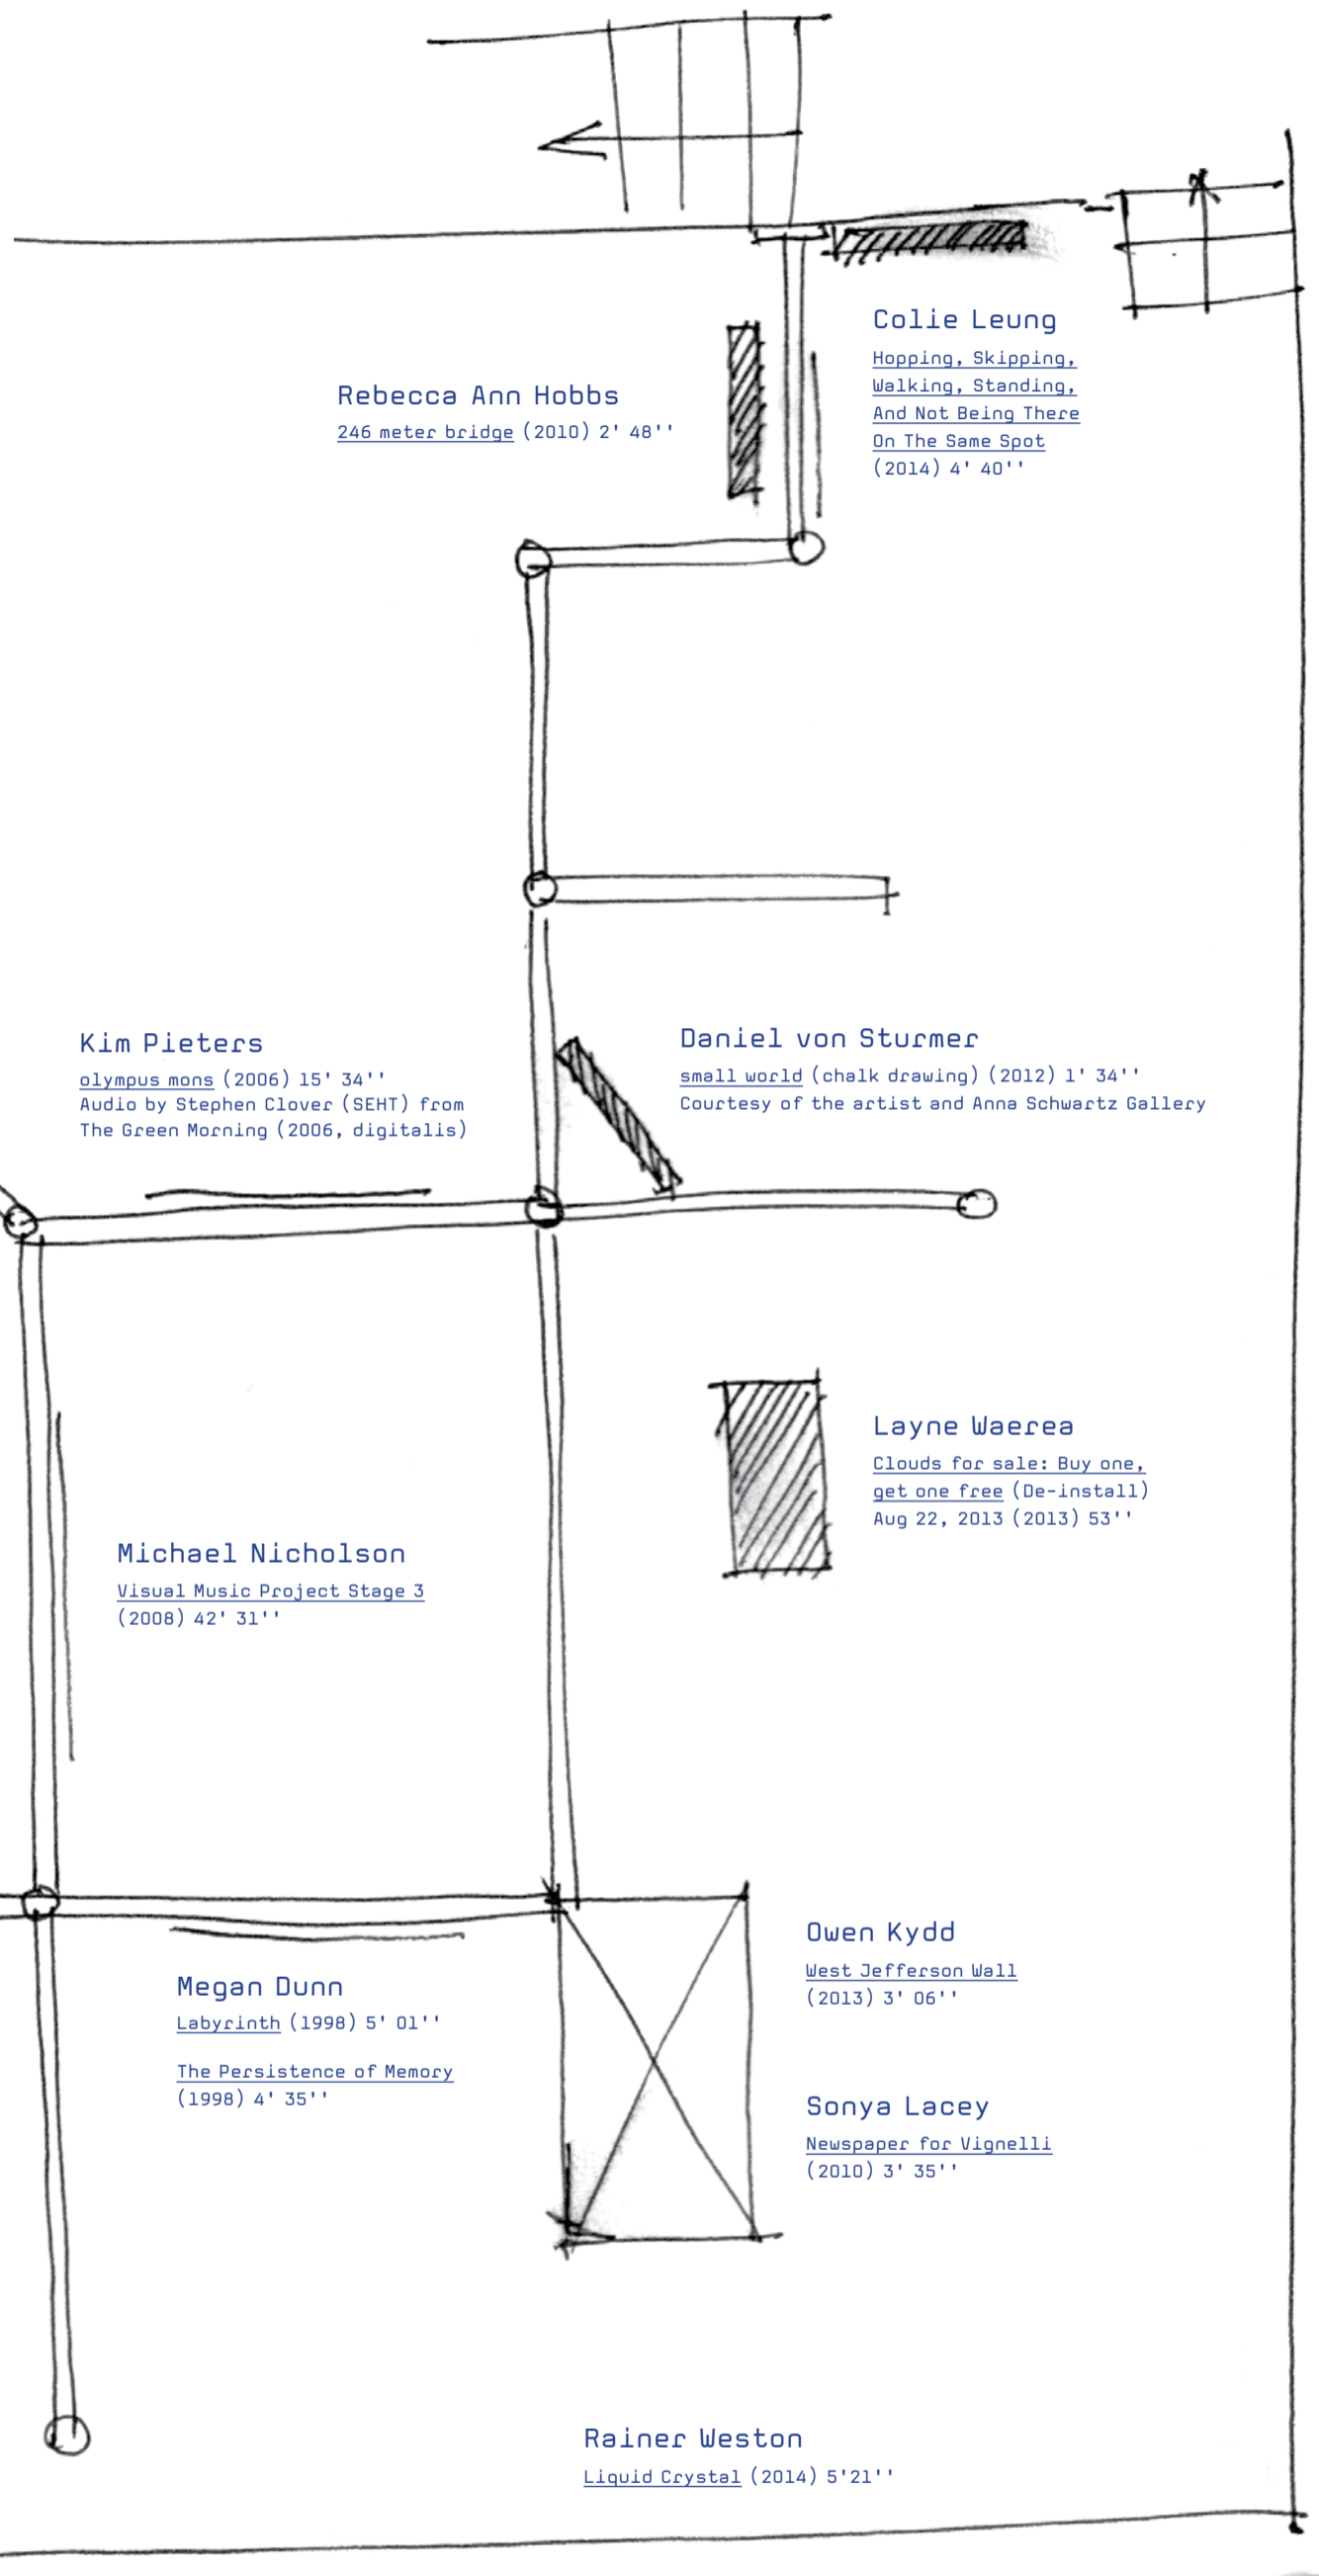 Colie Leung
Hopping, Skipping,
Walking, Standing,
And Not Being There
On The Same Spot
(2014) 4' 40''
Rebecca Ann Hobbs
246 meter bridge (2010) 2' 48''
Kim Pieters
olympus mons (2006) 15' 34''
Audio by Stephen Clover (SEHT) from
The Green Morning (2006, digitalis)
Daniel von Sturmer
small world (chalk drawing) (2012) 1' 34''
Courtesy of the artist and Anna Schwartz Gallery
Layne Waerea
Clouds for sale: Buy one,
get one free (De-install)
Aug 22, 2013 (2013) 53''
Michael Nicholson
Visual Music Project Stage 3
(2008) 42' 31''
Owen Kydd
West Jefferson Wall
(2013) 3' 06''
Megan Dunn
Labyrinth (1998) 5' 01''
The Persistence of Memory
(1998) 4' 35''
Sonya Lacey
Newspaper for Vignelli
(2010) 3' 35''
Rainer Weston
Liquid Crystal (2014) 5'21''